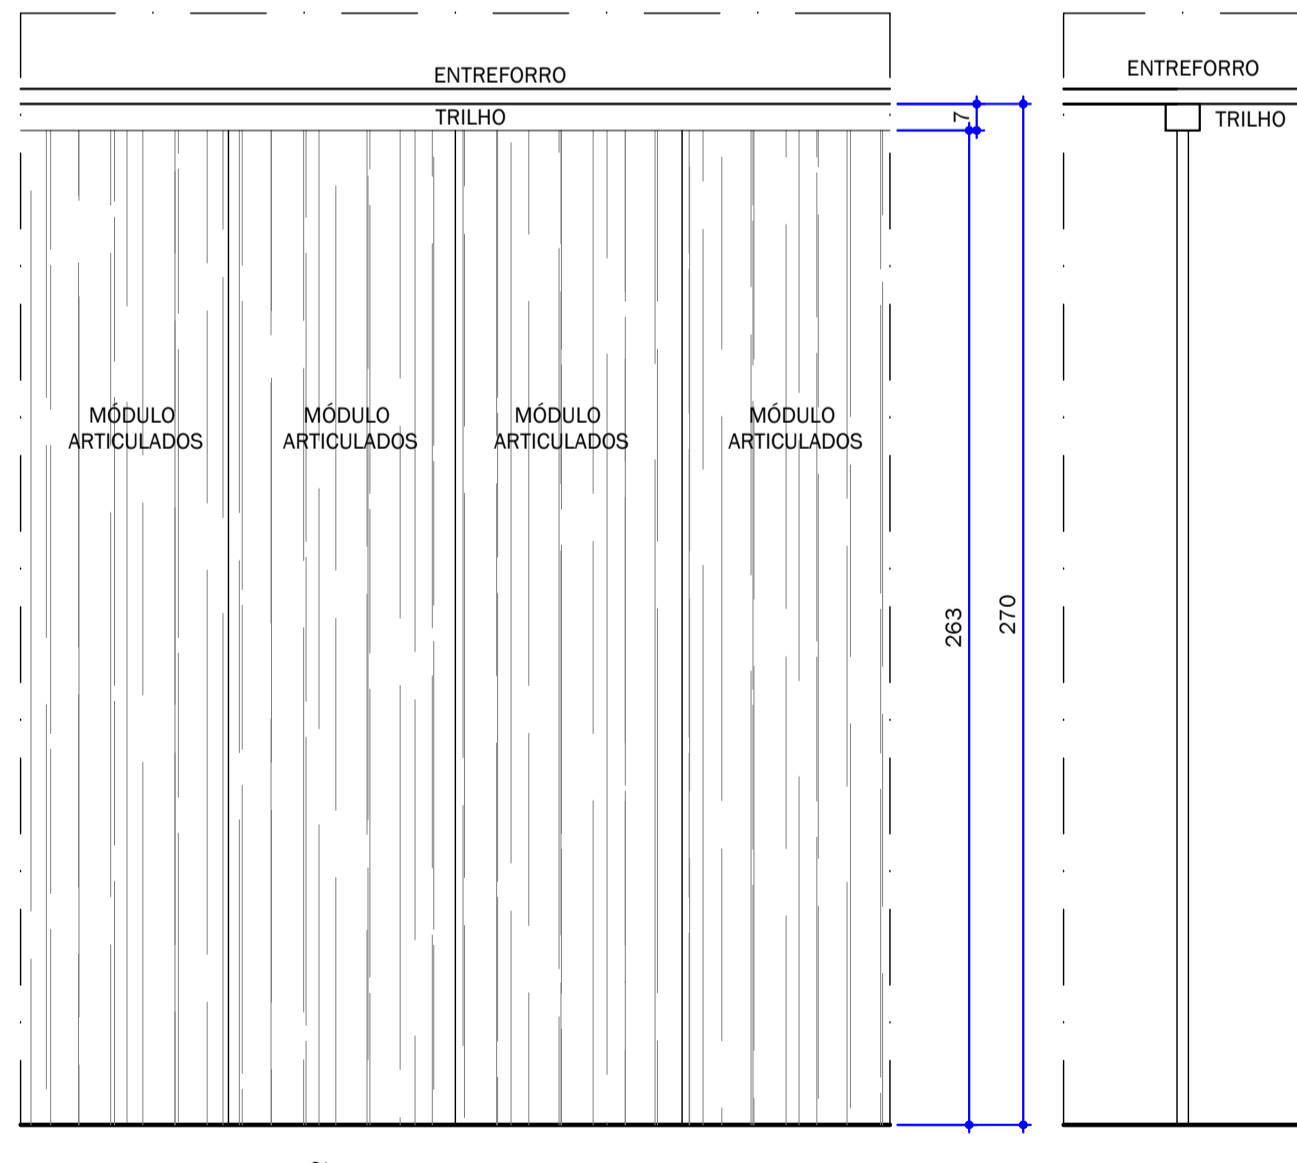 ENTREFORRO
TRILHO
MÓDULO
ARTICULADOS
MÓDULO
ARTICULADOS
MÓDULO
ARTICULADOS
MÓDULO
ARTICULADOS
7
263
270
ENTREFORRO
TRILHO